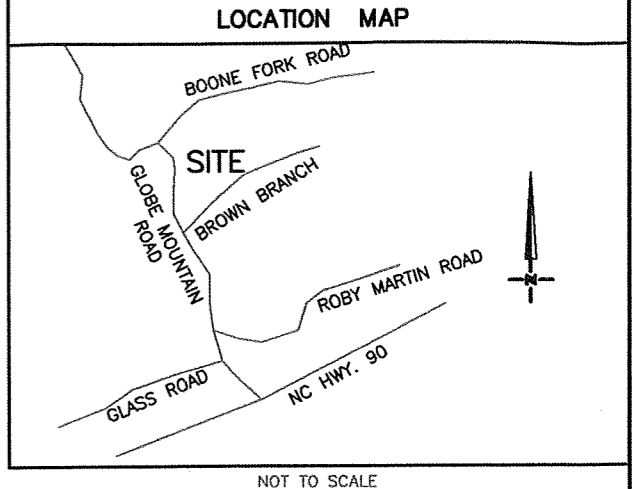 LOCATION MAP
BOONE FORK ROAD
SITE
GLOBE MOUNTAIN
ROAD
BROWN BRANCH
N
ROBY MARTIN ROAD
NC HWY. 90
GLASS ROAD
NOT TO SCALE